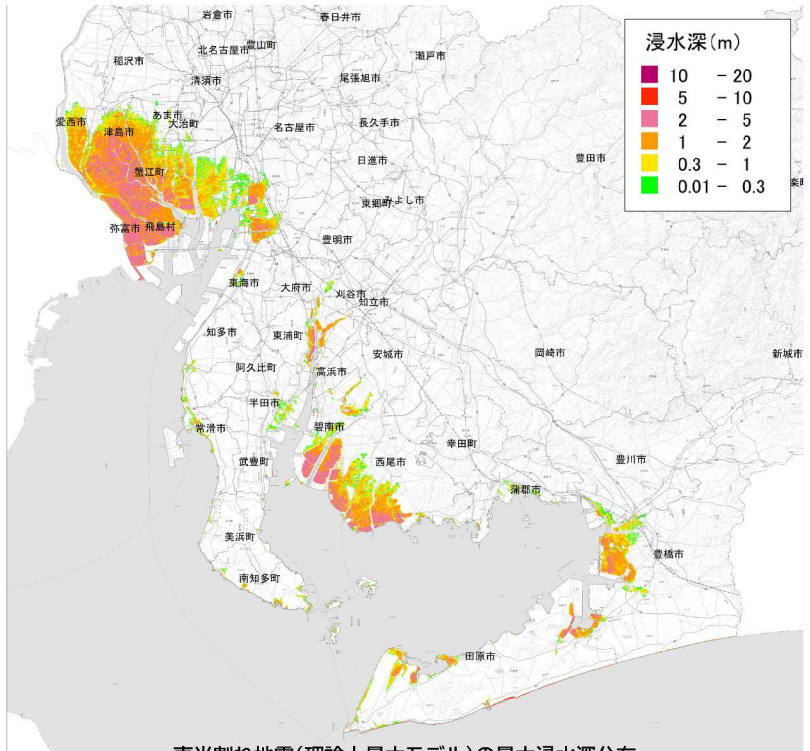 岩倉市
春日井市
北名古屋市
豊山町
稲沢市
瀬戸市
清須市
尾張旭市
あま市
大治町
愛西市
津島市
名古屋市
長久手市
蟹江町
日進市
豊田市
東郷町
みよし市
弥富市
飛島村
豊明市
東海市
大府市
刈谷市
知立市
知多市
東浦町
安城市
岡崎市
新城市
阿久比町
高浜市
半田市
常滑市
碧南市
幸田町
武豊町
西尾市
豊川市
蒲郡市
美浜町
豊橋市
南知多町
田原市
浸水深(m)
10 - 20
5 - 10
2 - 5
1 - 2
0.3 - 1
0.01 - 0.3